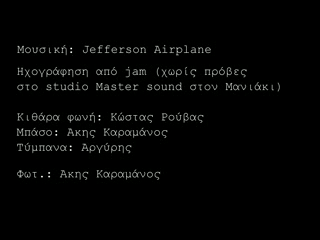 Μουσική: Jefferson Airplane
Ηχογράφηση από jam (χωρίς πρόβες
στο studio Master sound στον Μανιάκι)
Κιθάρα φωνή: Κώστας Ρούβας
Μπάσο: Ακης Καραμάνος
Τύμπανα: Αργύρης
Φωτ.: Ακης Καραμάνος